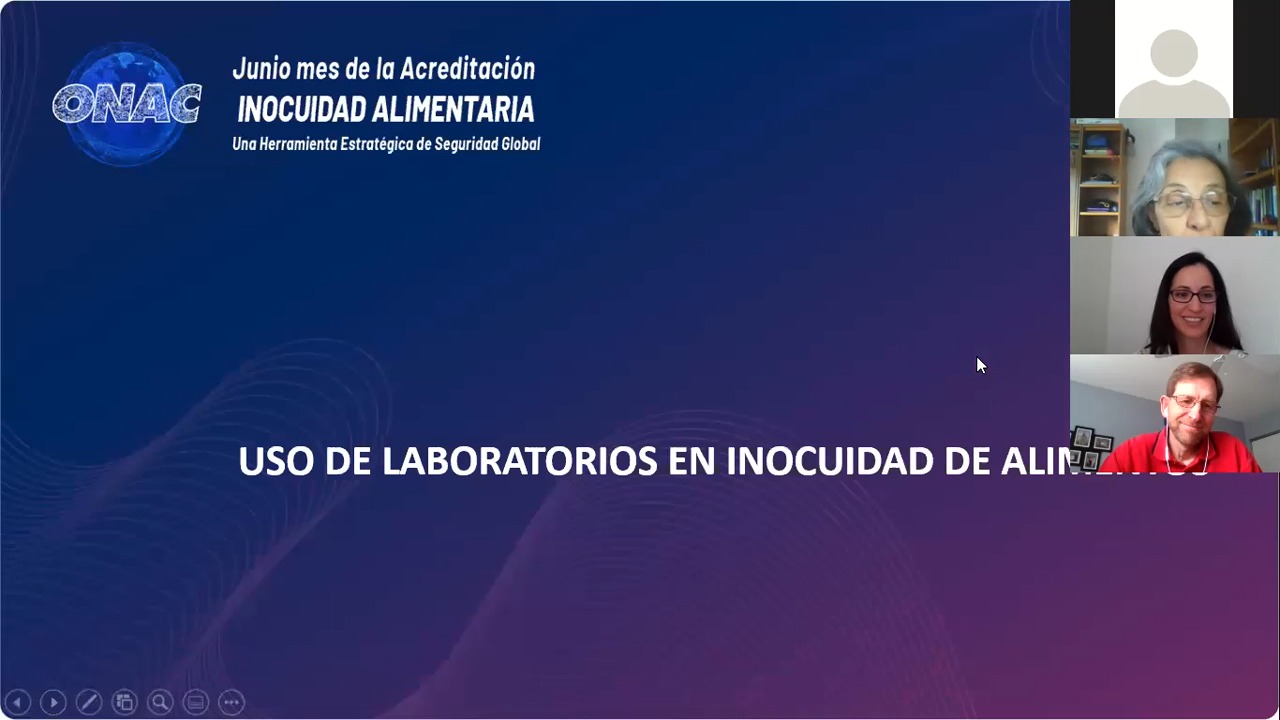 ONAC
Junio mes de la Acreditación
INOCUIDAD ALIMENTARIA
Una Herramienta Estratégica de Seguridad Global
USO DE LABORATORIOS EN INOCUIDAD DE